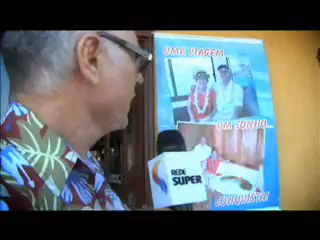 UMA VIAGEM...
UM SONHO...
REDE
SUPER
CONQUISTA!